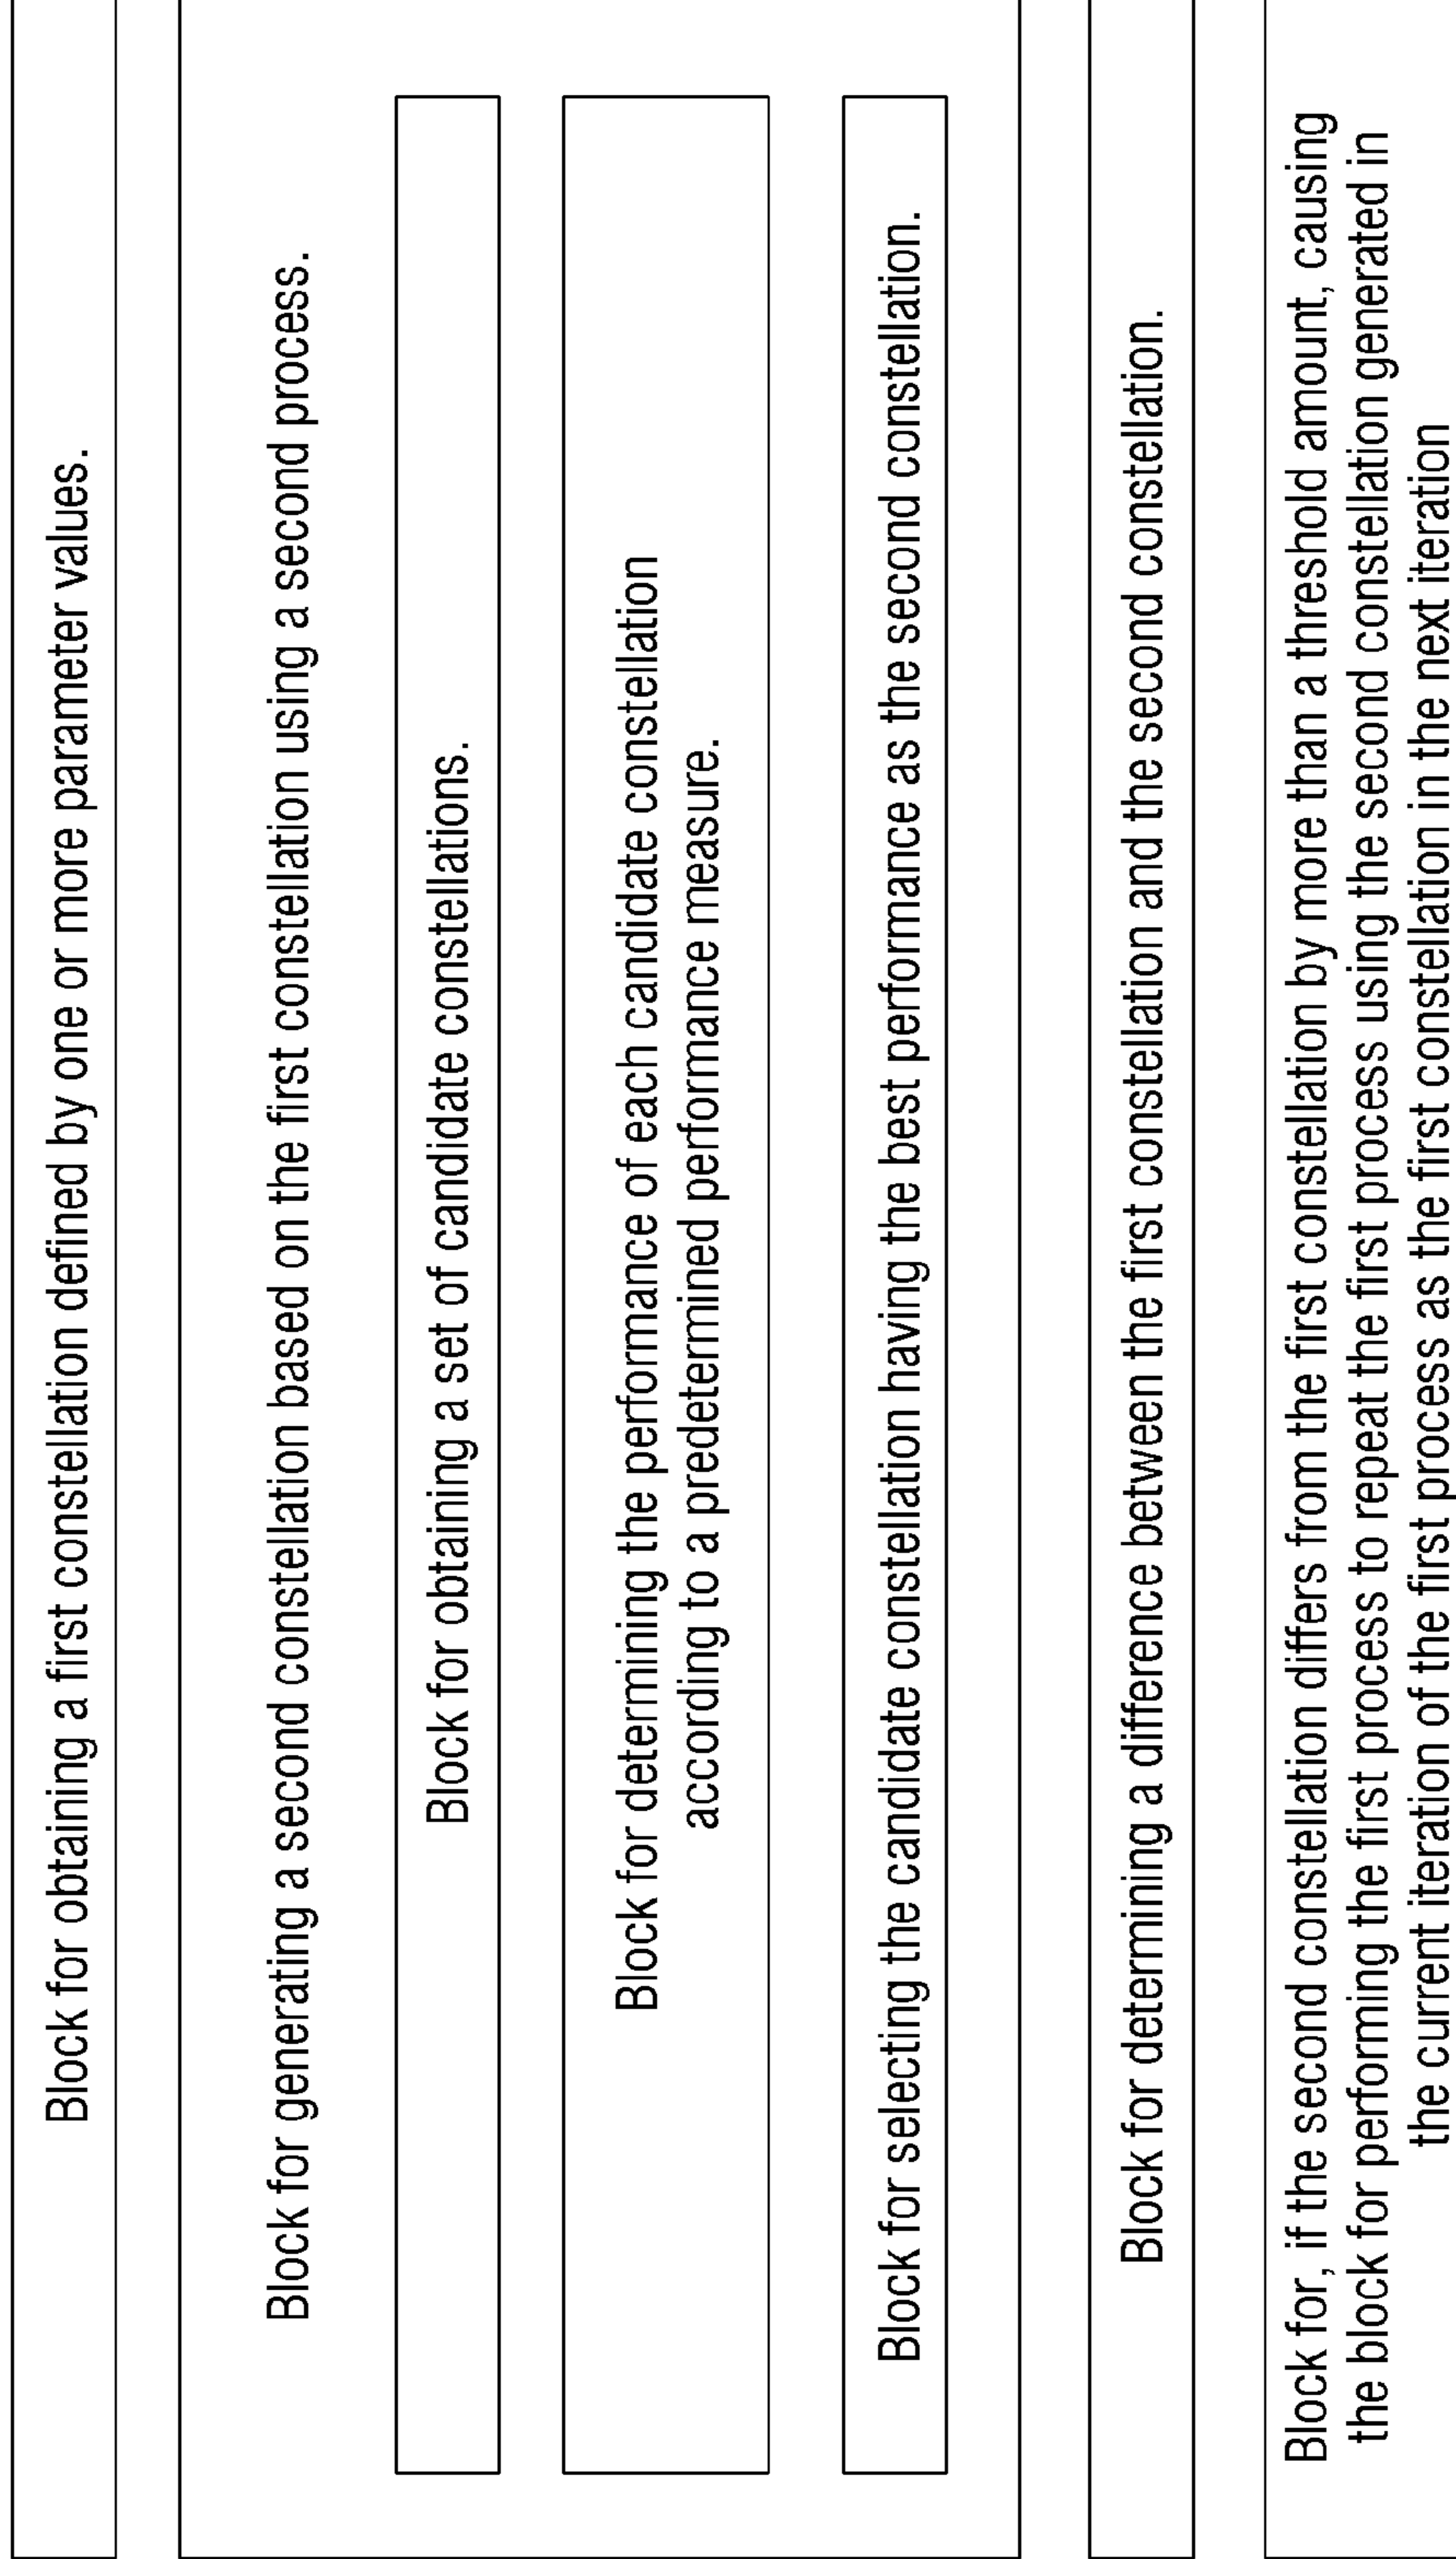 Block for obtaining a first constellation defined by one or more parameter values.
Block for generating a second constellation based on the first constellation using a second process.
Block for obtaining a set of candidate constellations.
Block for determining the performance of each candidate constellation
according to a predetermined performance measure.
Block for selecting the candidate constellation having the best performance as the second constellation.
Block for determining a difference between the first constellation and the second constellation.
Block for, if the second constellation differs from the first constellation by more than a threshold amount, causing
the block for performing the first process to repeat the first process using the second constellation generated in
the current iteration of the first process as the first constellation in the next iteration